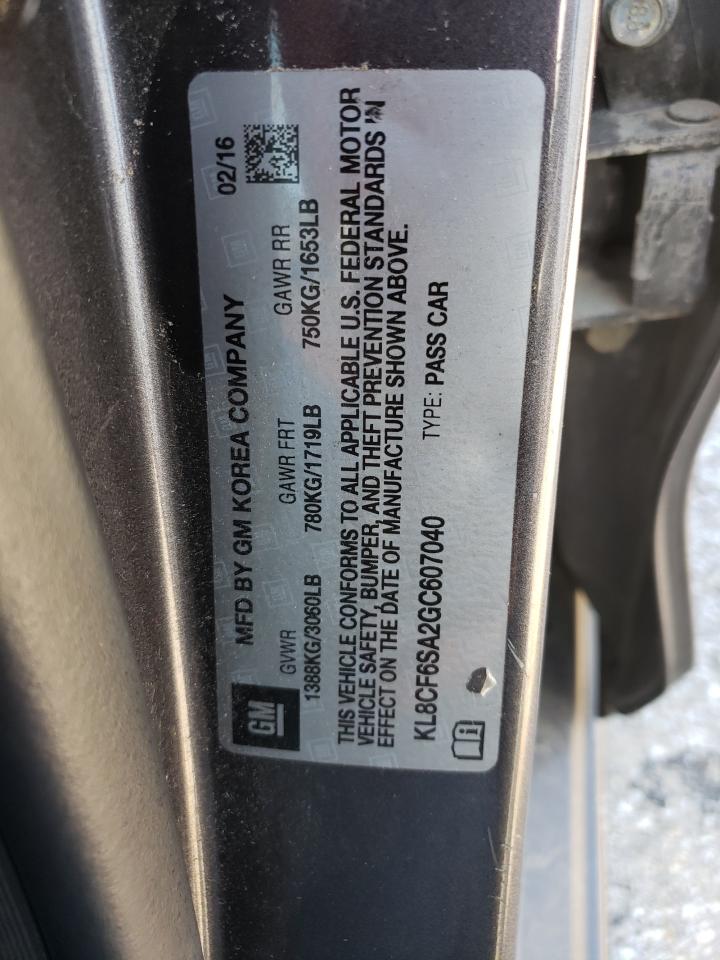 GM
MFD BY GM KOREA COMPANY
02/16
GVWR GAWR FRT GAWR RR
1388KG/3060LB 780KG/1719LB 750KG/1653LB
THIS VEHICLE CONFORMS TO ALL APPLICABLE U.S. FEDERAL MOTOR
VEHICLE SAFETY, BUMPER, AND THEFT PREVENTION STANDARDS IN
EFFECT ON THE DATE OF MANUFACTURE SHOWN ABOVE.
KL8CF6SA2GC607040 TYPE: PASS CAR